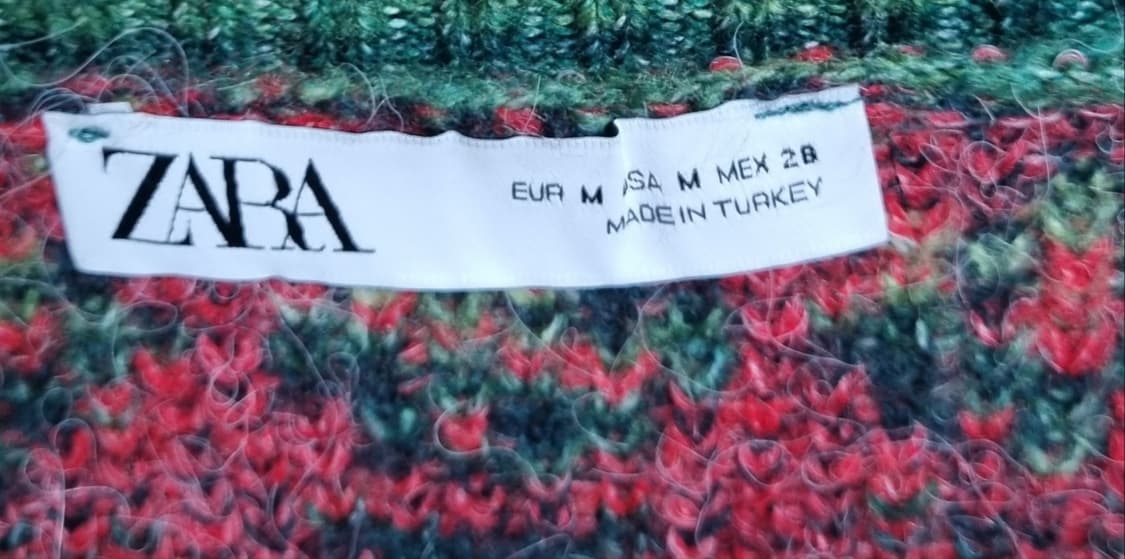 ZARA
EUR M USA M MEX 28
MADE IN TURKEY